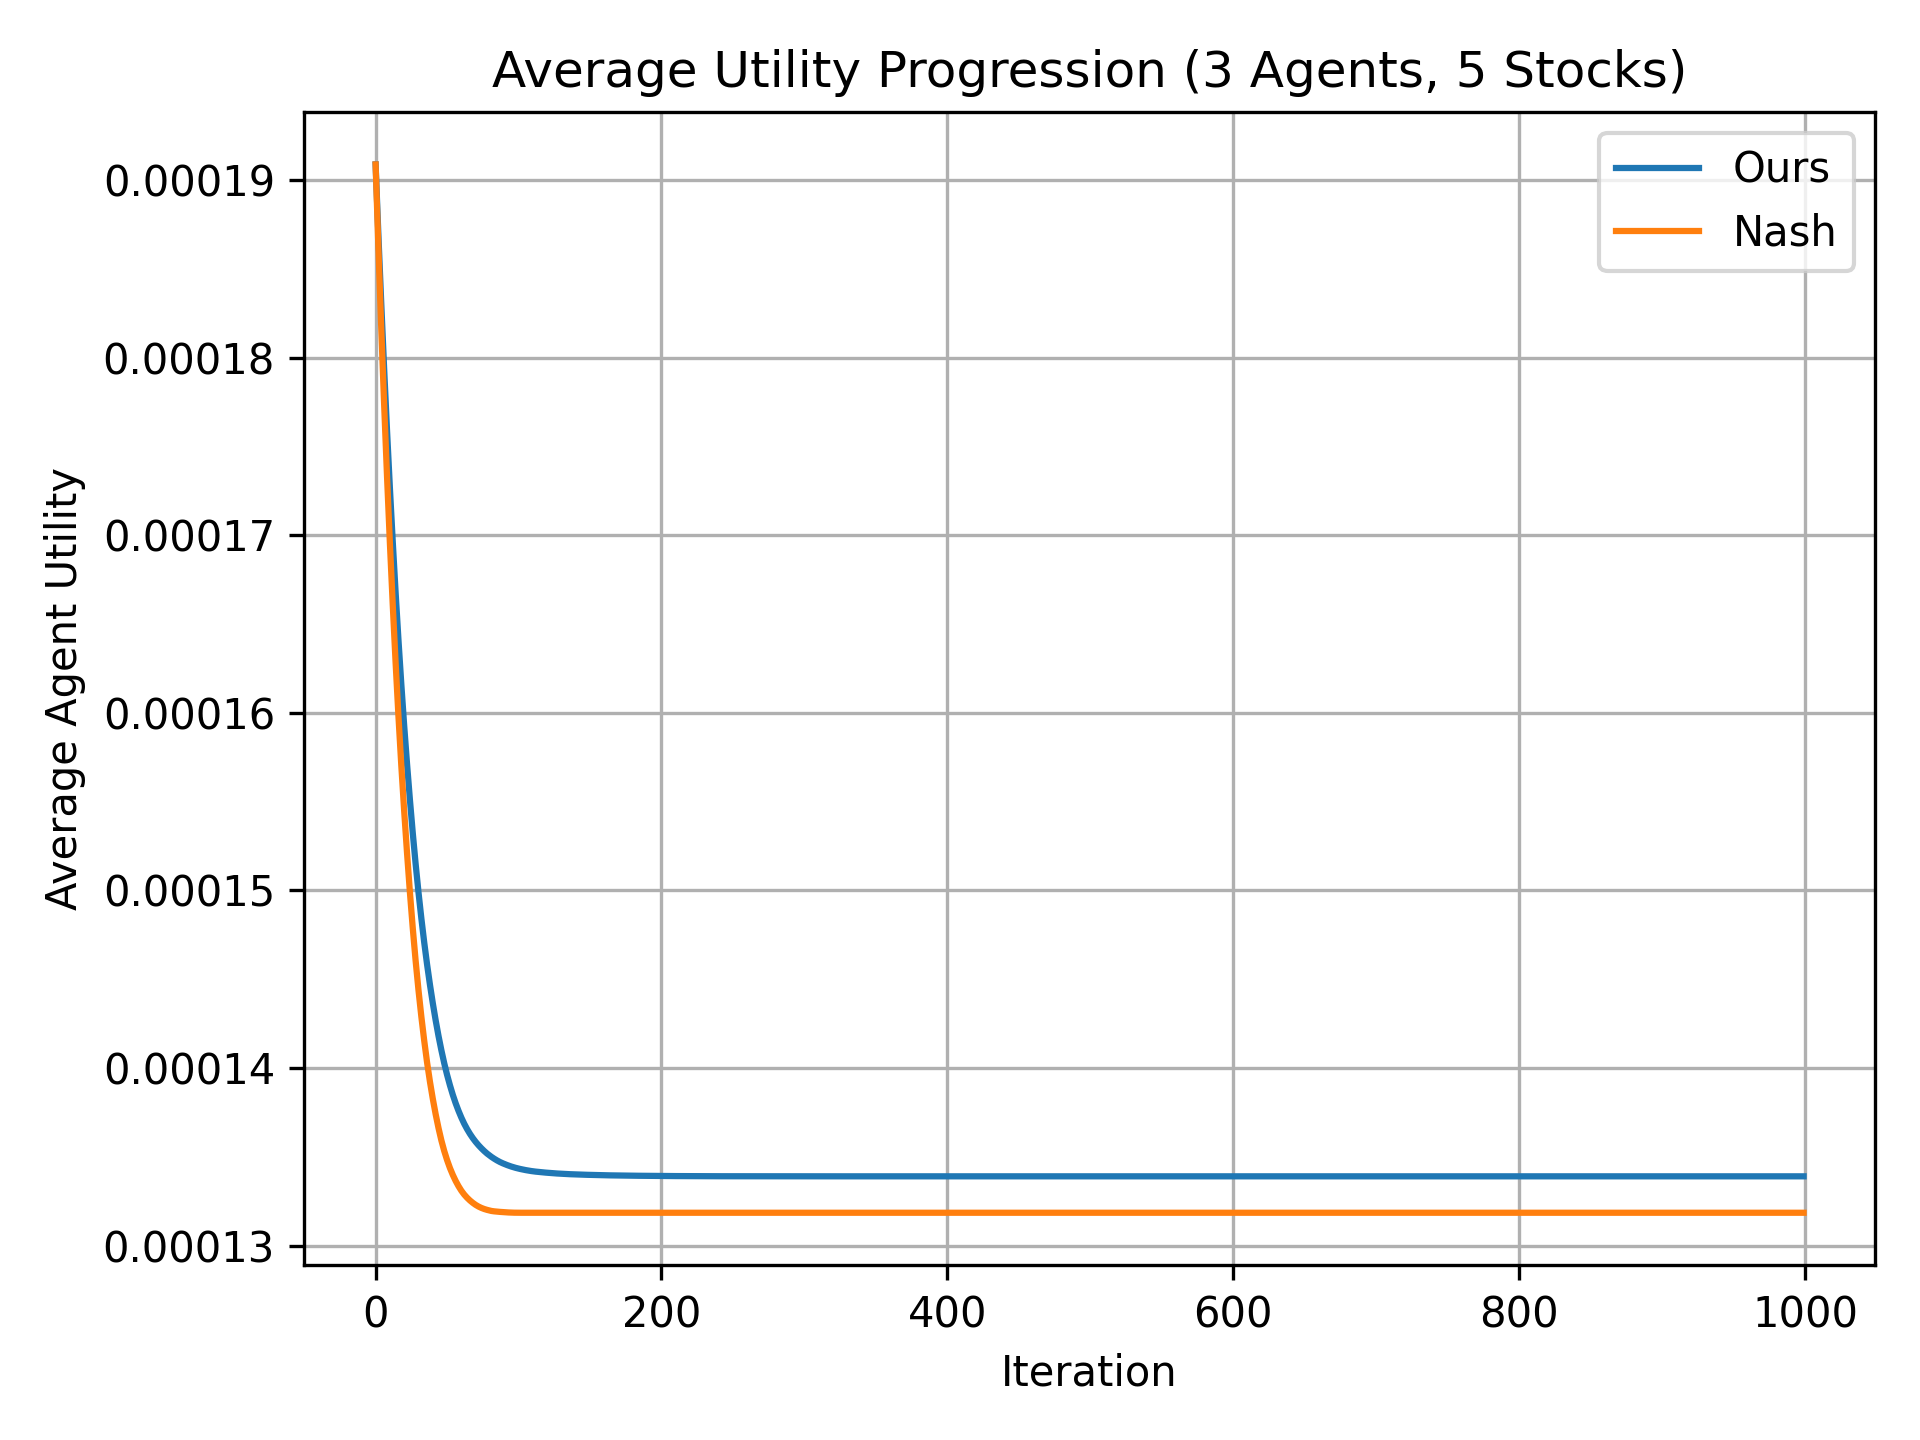 Average Utility Progression (3 Agents, 5 Stocks)
Ours
Nash
Average Agent Utility
0.00019
0.00018
0.00017
0.00016
0.00015
0.00014
0.00013
0 200 400 600 800 1000
Iteration